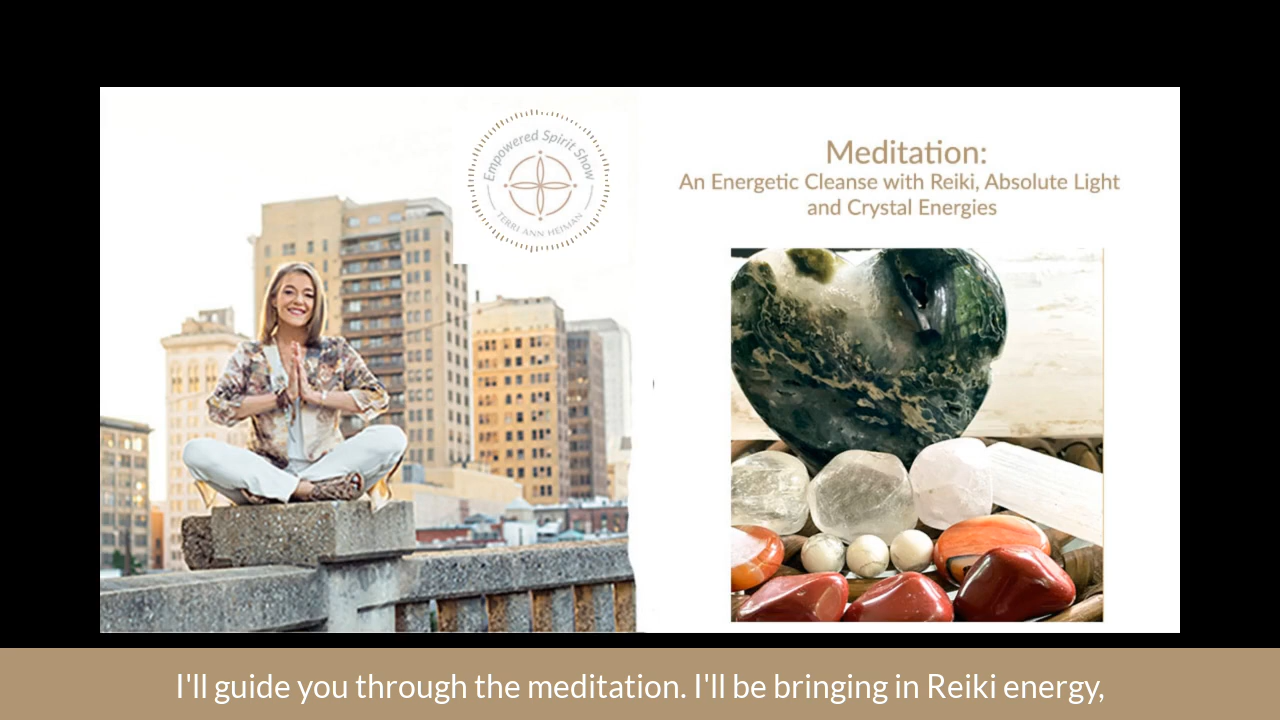 Empowered Spirit Show
TERRI ANN HEIMAN
Meditation:
An Energetic Cleanse with Reiki, Absolute Light
and Crystal Energies
I'll guide you through the meditation. I'll be bringing in Reiki energy,